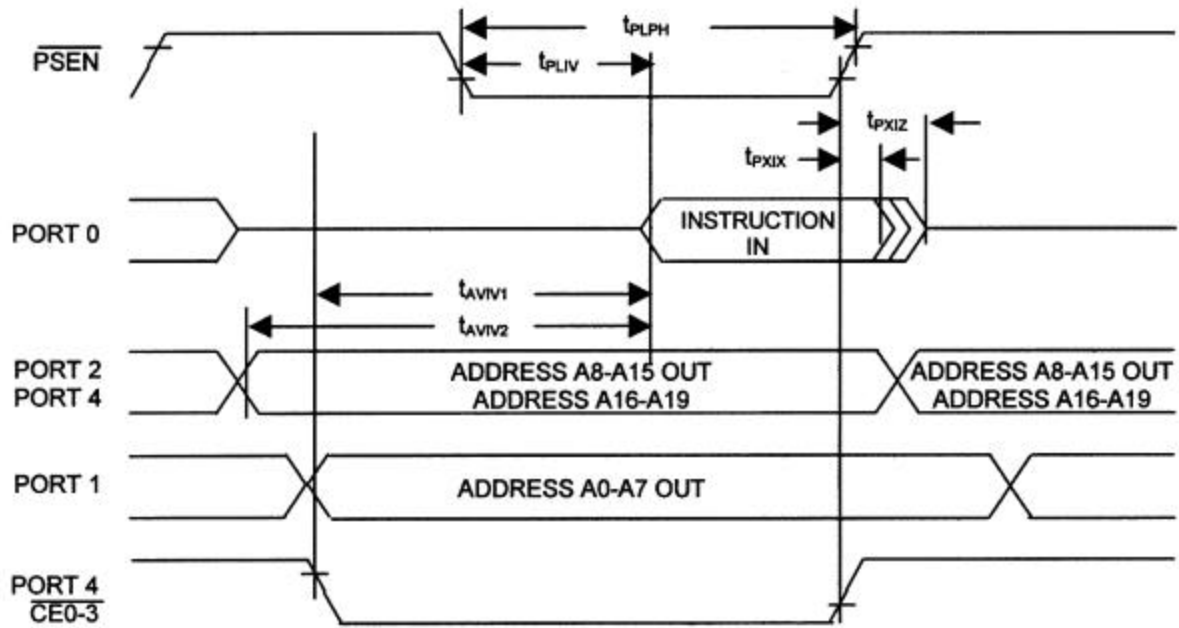 tPLPH
PSEN
tPLIV
tPXIZ
tPXIX
PORT 0
INSTRUCTION
IN
tAVIV1
tAVIV2
PORT 2
PORT 4
ADDRESS A8-A15 OUT
ADDRESS A16-A19
ADDRESS A8-A15 OUT
ADDRESS A16-A19
PORT 1
ADDRESS A0-A7 OUT
PORT 4
CE0-3